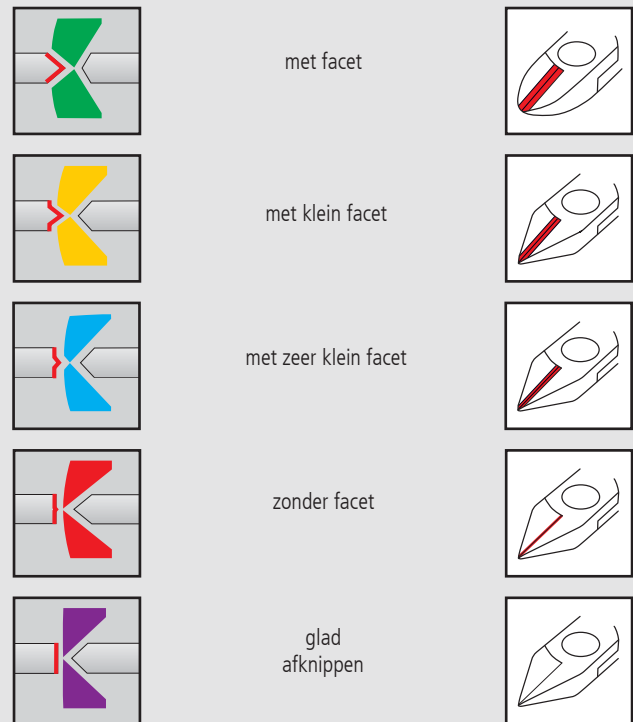 met facet
met klein facet
met zeer klein facet
zonder facet
glad
afknippen